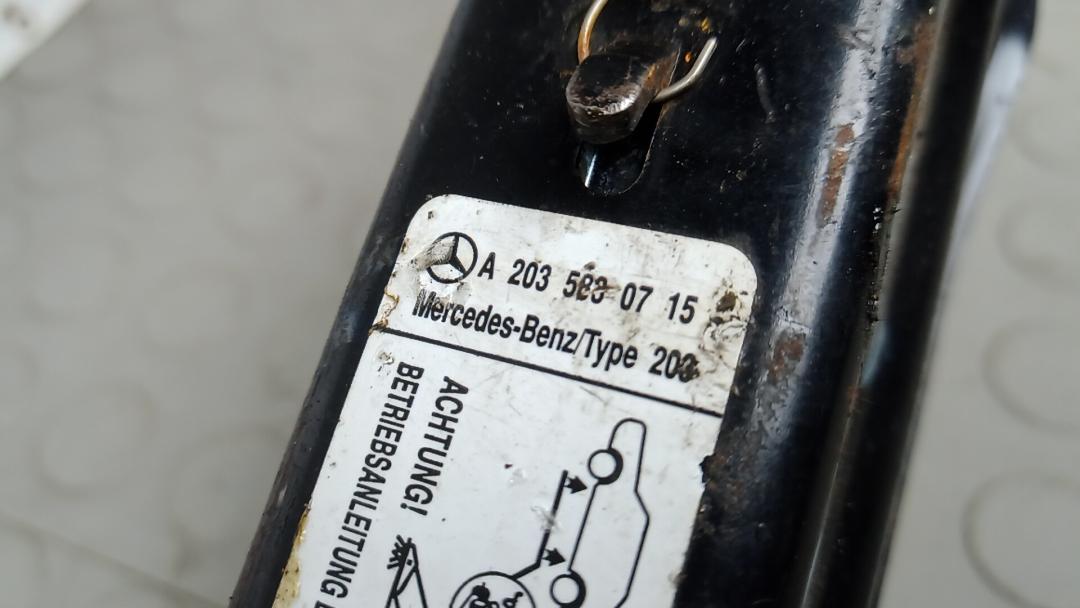 A 203 583 07 15
Mercedes-Benz/Type 203
ACHTUNG!
BETRIEBSANLEITUNG